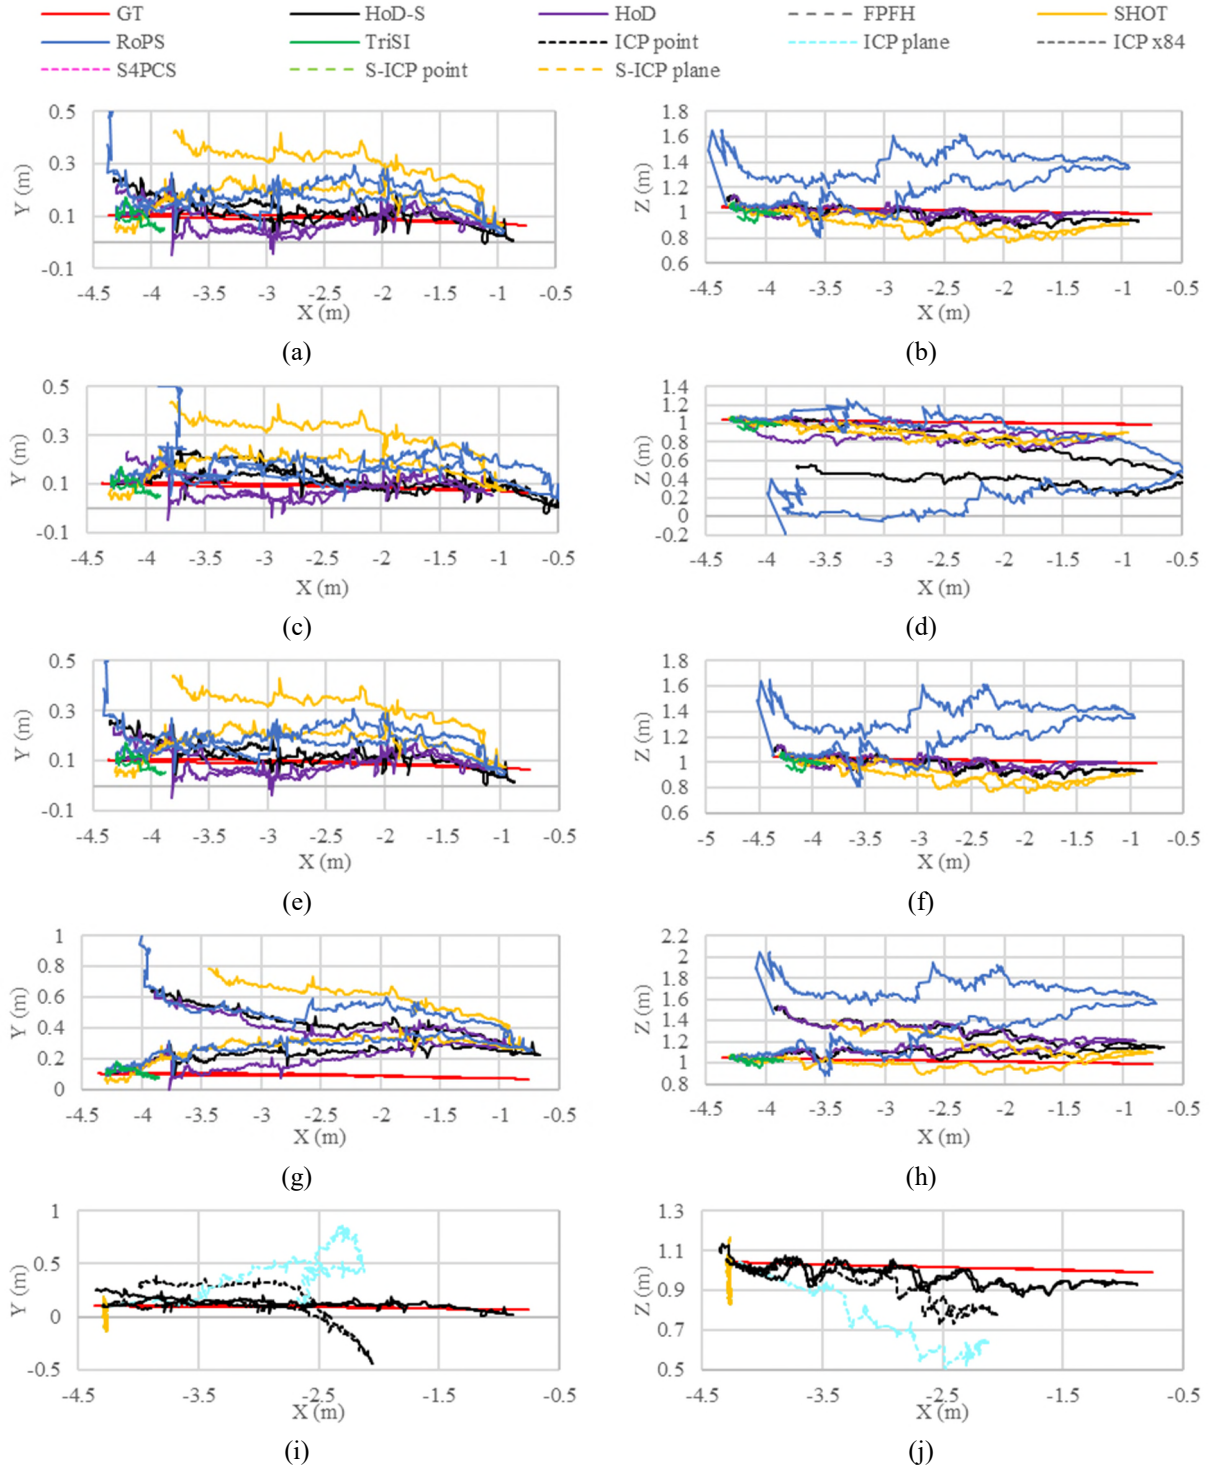 GT HoD-S HoD FPFH SHOT
RoPS TriSI ICP point ICP plane ICP x84
S4PCS S-ICP point S-ICP plane
0.5
0.3
0.1
-0.1
Y (m)
-4.5 -4 -3.5 -3 -2.5 -2 -1.5 -1 -0.5
X (m)
(a)
1.8
1.6
1.4
1.2
1
0.8
0.6
Z (m)
-4.5 -4 -3.5 -3 -2.5 -2 -1.5 -1 -0.5
X (m)
(b)
0.5
0.3
0.1
-0.1
Y (m)
-4.5 -4 -3.5 -3 -2.5 -2 -1.5 -1 -0.5
X (m)
(c)
1.4
1.2
1
0.8
0.6
0.4
0.2
0
-0.2
Z (m)
-4.5 -4 -3.5 -3 -2.5 -2 -1.5 -1 -0.5
X (m)
(d)
0.5
0.3
0.1
-0.1
Y (m)
-4.5 -4 -3.5 -3 -2.5 -2 -1.5 -1 -0.5
X (m)
(e)
1.8
1.6
1.4
1.2
1
0.8
0.6
Z (m)
-5 -4.5 -4 -3.5 -3 -2.5 -2 -1.5 -1 -0.5
X (m)
(f)
1
0.8
0.6
0.4
0.2
0
Y (m)
-4.5 -4 -3.5 -3 -2.5 -2 -1.5 -1 -0.5
X (m)
(g)
2.2
2
1.8
1.6
1.4
1.2
1
0.8
Z (m)
-4.5 -4 -3.5 -3 -2.5 -2 -1.5 -1 -0.5
X (m)
(h)
1
0.5
0
-0.5
Y (m)
-4.5 -3.5 -2.5 -1.5 -0.5
X (m)
(i)
1.3
1.1
0.9
0.7
0.5
Z (m)
-4.5 -3.5 -2.5 -1.5 -0.5
X (m)
(j)